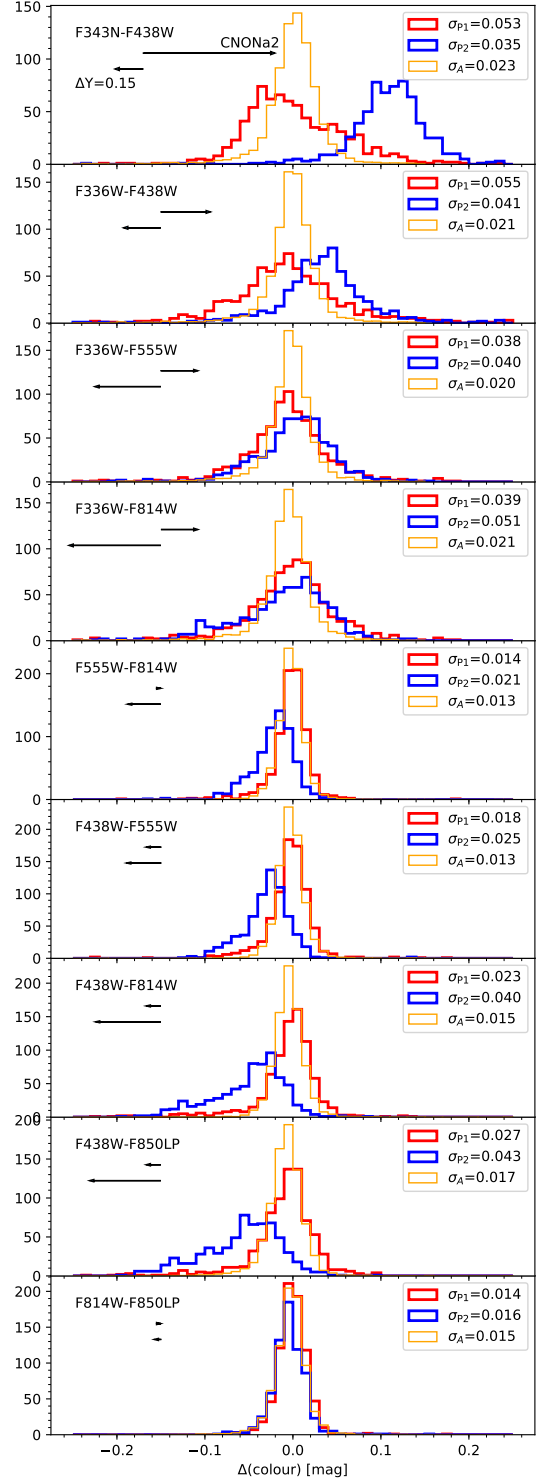 F343N-F438W
CNONa2
ΔY=0.15
σP1=0.053
σP2=0.035
σA=0.023
150
100
50
0
F336W-F438W
σP1=0.055
σP2=0.041
σA=0.021
150
100
50
0
F336W-F555W
σP1=0.038
σP2=0.040
σA=0.020
150
100
50
0
F336W-F814W
σP1=0.039
σP2=0.051
σA=0.021
150
100
50
0
F555W-F814W
σP1=0.014
σP2=0.021
σA=0.013
200
100
0
F438W-F555W
σP1=0.018
σP2=0.025
σA=0.013
200
150
100
50
0
F438W-F814W
σP1=0.023
σP2=0.040
σA=0.015
200
150
100
50
0
F438W-F850LP
σP1=0.027
σP2=0.043
σA=0.017
200
150
100
50
0
F814W-F850LP
σP1=0.014
σP2=0.016
σA=0.015
200
150
100
50
0
−0.2 −0.1 0.0 0.1 0.2
Δ(colour) [mag]